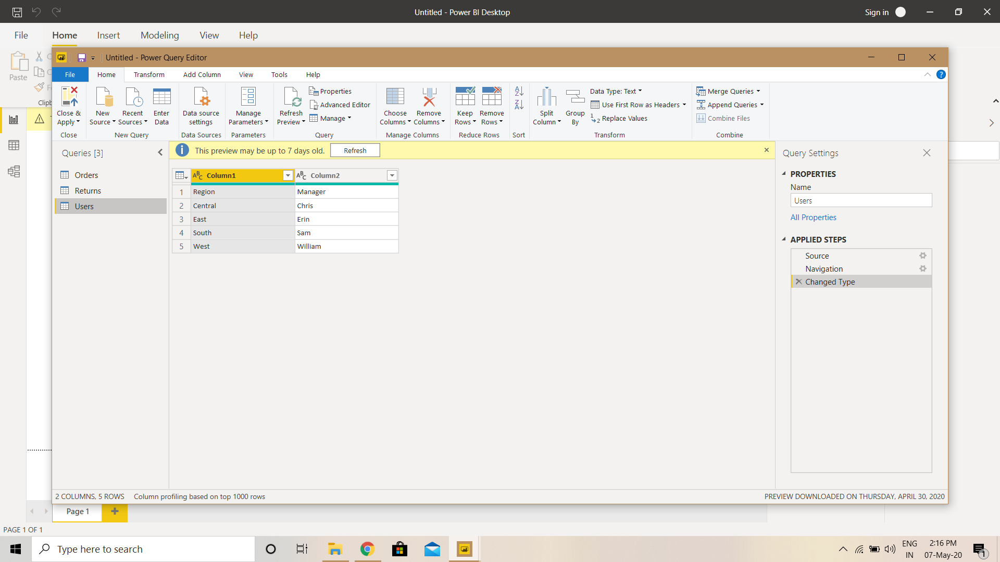 Untitled - Power BI Desktop
Sign in
File Home Insert Modeling View Help
Paste
Untitled - Power Query Editor
File Home Transform Add Column View Tools Help
Close & Apply
Close
New Source
Recent Sources
Enter Data
New Query
Data source settings
Data Sources
Manage Parameters
Parameters
Refresh Preview
Properties
Advanced Editor
Manage
Query
Choose Columns
Remove Columns
Manage Columns
Keep Rows
Remove Rows
Reduce Rows
Sort
Split Column
Group By
Data Type: Text
Use First Row as Headers
Replace Values
Transform
Merge Queries
Append Queries
Combine Files
Combine
Queries [3]
Orders
Returns
Users
This preview may be up to 7 days old. Refresh
Column1 Column2
1 Region Manager
2 Central Chris
3 East Erin
4 South Sam
5 West William
Query Settings
PROPERTIES
Name
Users
All Properties
APPLIED STEPS
Source
Navigation
Changed Type
2 COLUMNS, 5 ROWS Column profiling based on top 1000 rows
PREVIEW DOWNLOADED ON THURSDAY, APRIL 30, 2020
Page 1
PAGE 1 OF 1
Type here to search
ENG
IN
2:16 PM
07-May-20
1